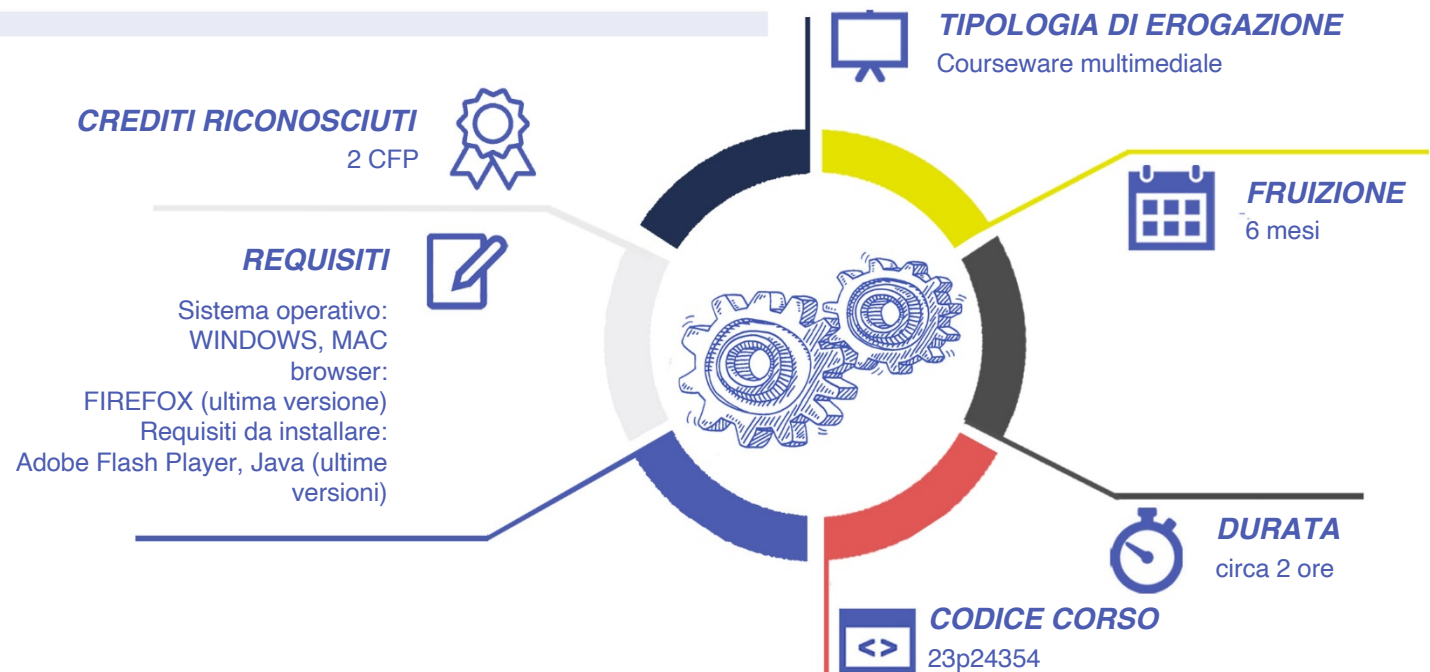 TIPOLOGIA DI EROGAZIONE
Courseware multimediale
CREDITI RICONOSCIUTI
2 CFP
FRUIZIONE
6 mesi
REQUISITI
Sistema operativo:
WINDOWS, MAC
browser:
FIREFOX (ultima versione)
Requisiti da installare:
Adobe Flash Player, Java (ultime
versioni)
DURATA
circa 2 ore
CODICE CORSO
<>
23p24354